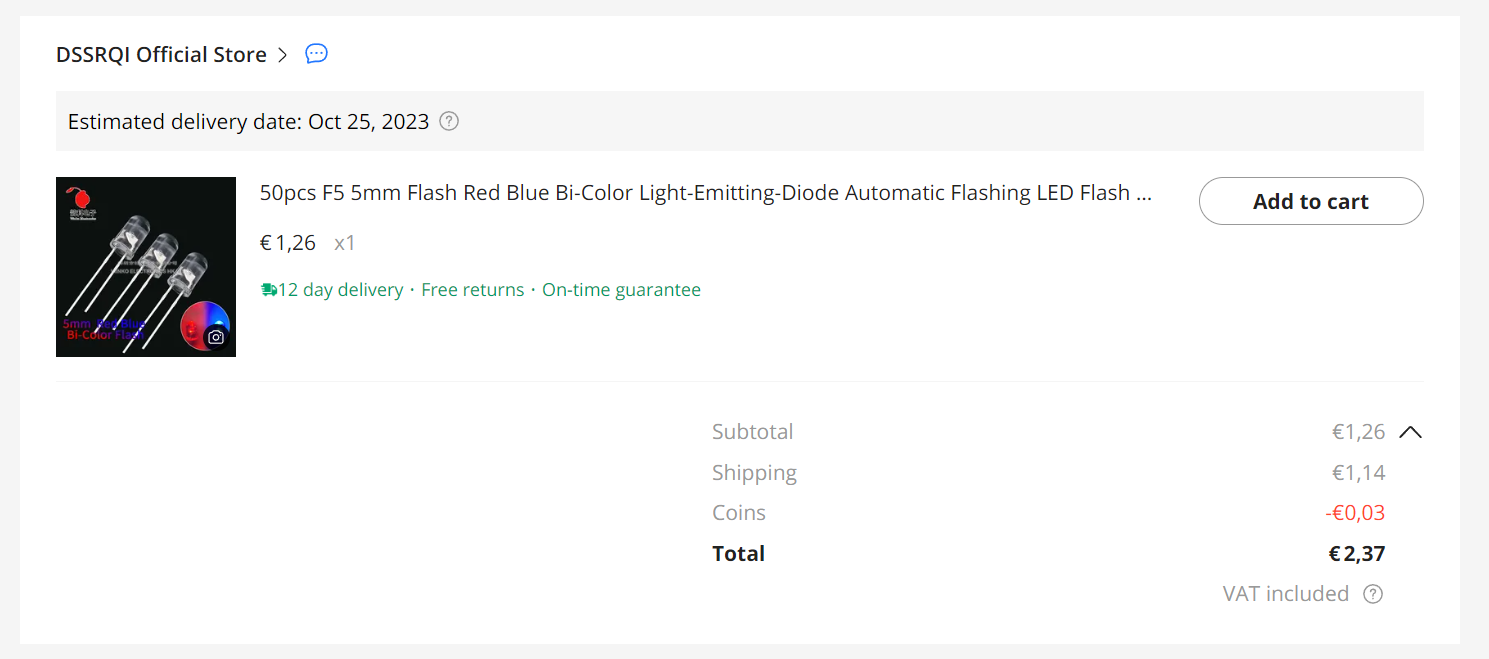 DSSRQI Official Store
Estimated delivery date: Oct 25, 2023
50pcs F5 5mm Flash Red Blue Bi-Color Light-Emitting-Diode Automatic Flashing LED Flash ...
Add to cart
€1,26 x1
12 day delivery · Free returns · On-time guarantee
5mm Red Blue
Bi-Color Flash
Subtotal €1,26
Shipping €1,14
Coins -€0,03
Total €2,37
VAT included